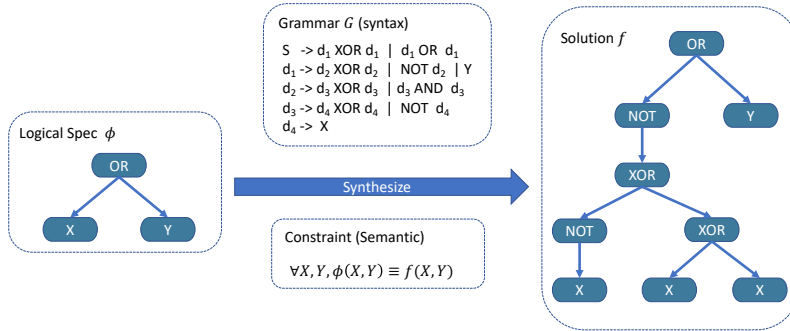 Grammar G (syntax)
S -> d₁ XOR d₁ | d₁ OR d₁
d₁ -> d₂ XOR d₂ | NOT d₂ | Y
d₂ -> d₃ XOR d₃ | d₃ AND d₃
d₃ -> d₄ XOR d₄ | NOT d₄
d₄ -> X
Logical Spec ϕ
OR
X Y
Synthesize
Constraint (Semantic)
∀X, Y, ϕ(X, Y) ≡ f(X, Y)
Solution f
OR
NOT Y
XOR
NOT XOR
X X X